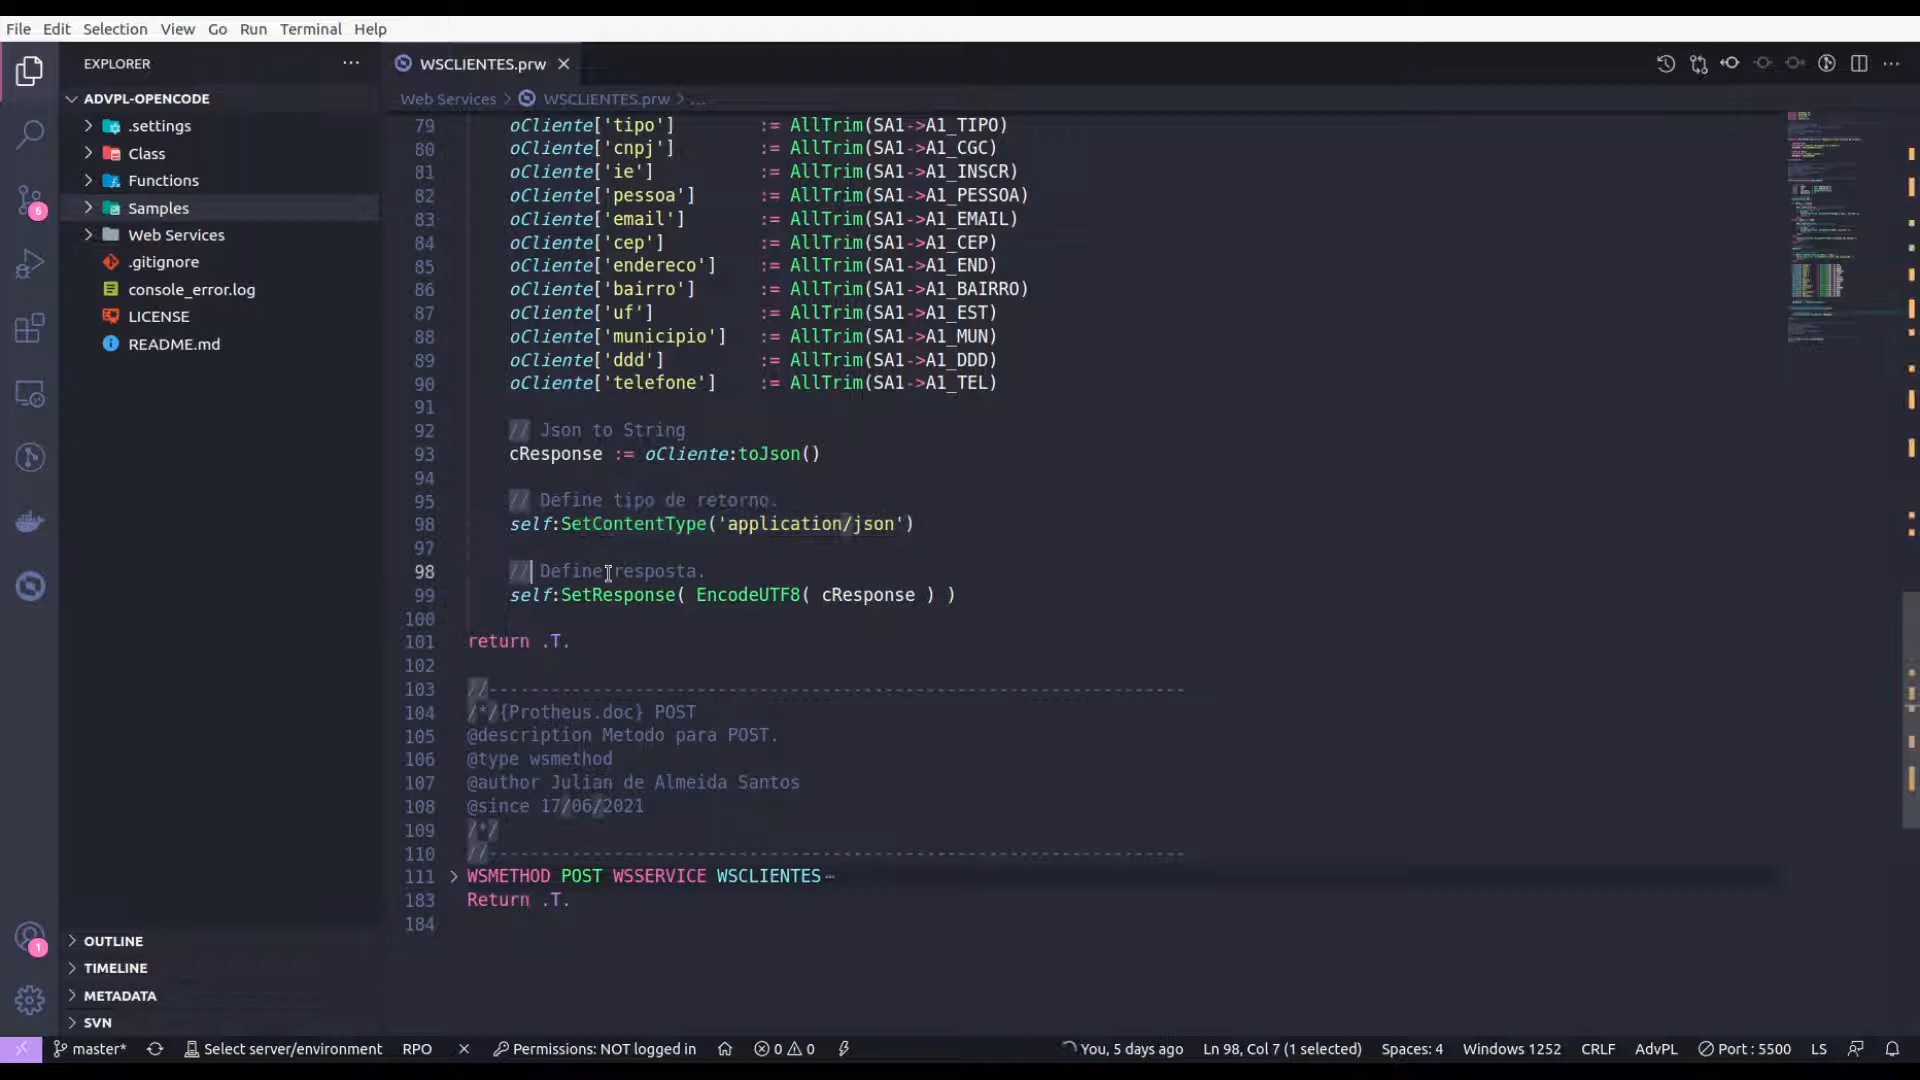 File Edit Selection View Go Run Terminal Help
EXPLORER
WSCLIENTES.prw
ADVPL-OPENCODE
.settings
Class
Functions
Samples
Web Services
.gitignore
console_error.log
LICENSE
README.md
OUTLINE
TIMELINE
METADATA
SVN
6
1
Web Services > WSCLIENTES.prw > ...
79 oCliente['tipo'] := AllTrim(SA1->A1_TIPO)
80 oCliente['cnpj'] := AllTrim(SA1->A1_CGC)
81 oCliente['ie'] := AllTrim(SA1->A1_INSCR)
82 oCliente['pessoa'] := AllTrim(SA1->A1_PESSOA)
83 oCliente['email'] := AllTrim(SA1->A1_EMAIL)
84 oCliente['cep'] := AllTrim(SA1->A1_CEP)
85 oCliente['endereco'] := AllTrim(SA1->A1_END)
86 oCliente['bairro'] := AllTrim(SA1->A1_BAIRRO)
87 oCliente['uf'] := AllTrim(SA1->A1_EST)
88 oCliente['municipio'] := AllTrim(SA1->A1_MUN)
89 oCliente['ddd'] := AllTrim(SA1->A1_DDD)
90 oCliente['telefone'] := AllTrim(SA1->A1_TEL)
91
92 // Json to String
93 cResponse := oCliente:toJson()
94
95 // Define tipo de retorno.
98 self:SetContentType('application/json')
97
98 // Define resposta.
99 self:SetResponse( EncodeUTF8( cResponse ) )
100
101 return .T.
102
103 //-------------------------------------------------------------------
104 /*/{Protheus.doc} POST
105 @description Metodo para POST.
106 @type wsmethod
107 @author Julian de Almeida Santos
108 @since 17/06/2021
109 /*/
110 //-------------------------------------------------------------------
111 WSMETHOD POST WSSERVICE WSCLIENTES
183 Return .T.
184
master* Select server/environment RPO Permissions: NOT logged in 0 0 You, 5 days ago Ln 98, Col 7 (1 selected) Spaces: 4 Windows 1252 CRLF AdvPL Port : 5500 LS